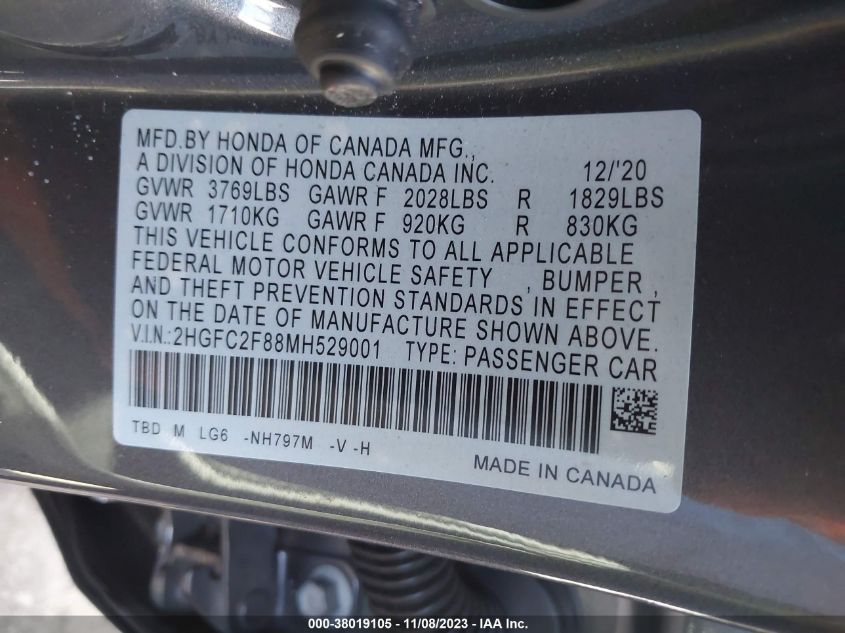 MFD.BY HONDA OF CANADA MFG.,
A DIVISION OF HONDA CANADA INC. 12/'20
GVWR 3769LBS GAWR F 2028LBS R 1829LBS
GVWR 1710KG GAWR F 920KG R 830KG
THIS VEHICLE CONFORMS TO ALL APPLICABLE
FEDERAL MOTOR VEHICLE SAFETY , BUMPER ,
AND THEFT PREVENTION STANDARDS IN EFFECT
ON THE DATE OF MANUFACTURE SHOWN ABOVE.
V.I.N.:2HGFC2F88MH529001 TYPE: PASSENGER CAR
TBD M LG6 -NH797M -V -H
MADE IN CANADA
000-38019105 - 11/08/2023 - IAA Inc.